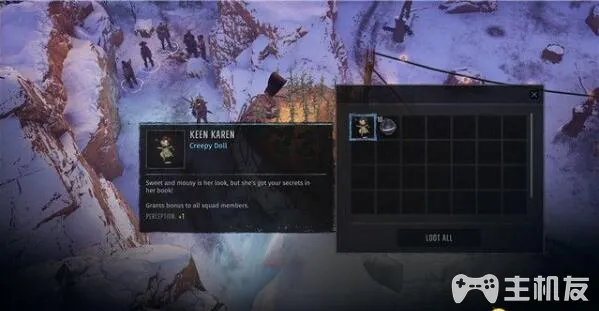 KEEN KAREN
Creepy Doll
Sweet and mousy is her look, but she's got your secrets in
her book!
Grants bonus to all squad members.
PERCEPTION: +1
LOOT ALL
主机友